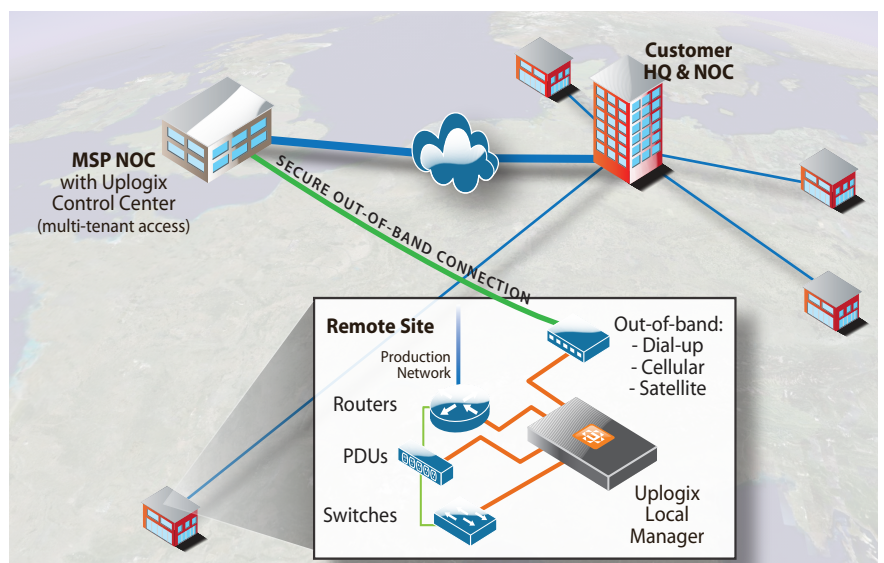 Customer
HQ & NOC
MSP NOC
with Uplogix
Control Center
(multi-tenant access)
SECURE OUT-OF-BAND CONNECTION
Remote Site
Production
Network
Out-of-band:
- Dial-up
- Cellular
- Satellite
Routers
PDUs
Switches
Uplogix
Local
Manager